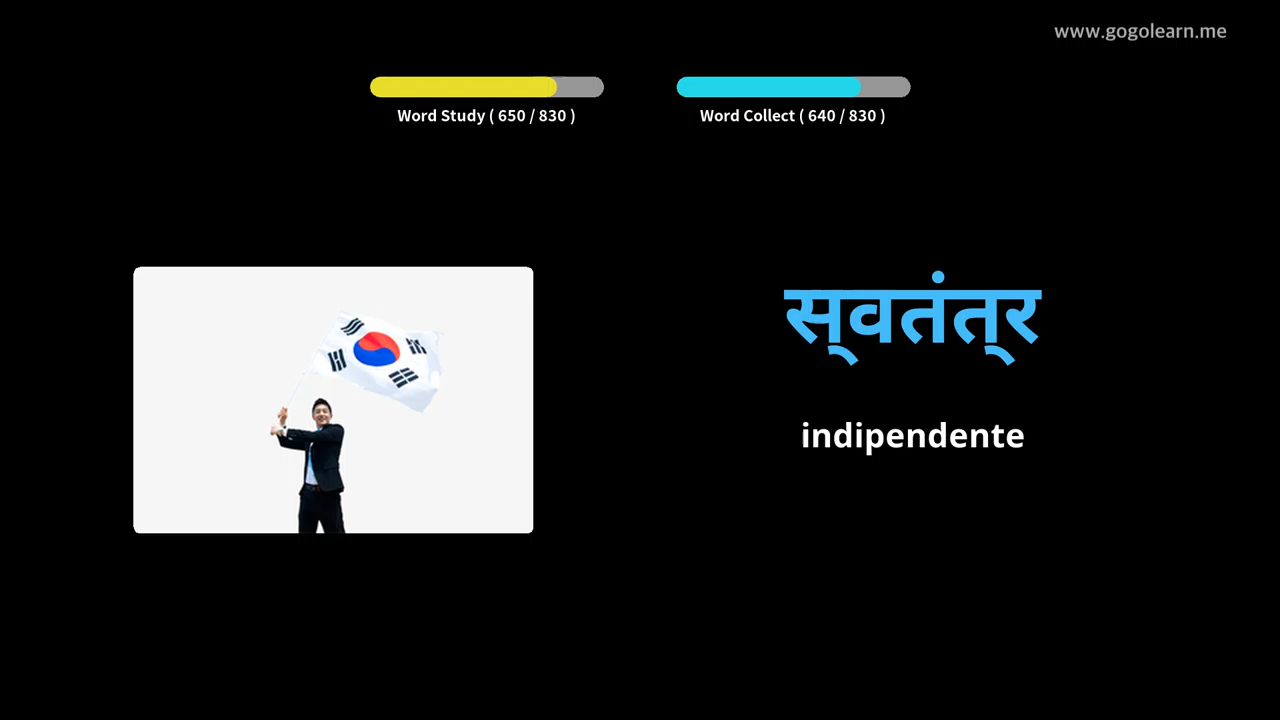 www.gogolearn.me
Word Study ( 650 / 830 )
Word Collect ( 640 / 830 )
स्वतंत्र
indipendente